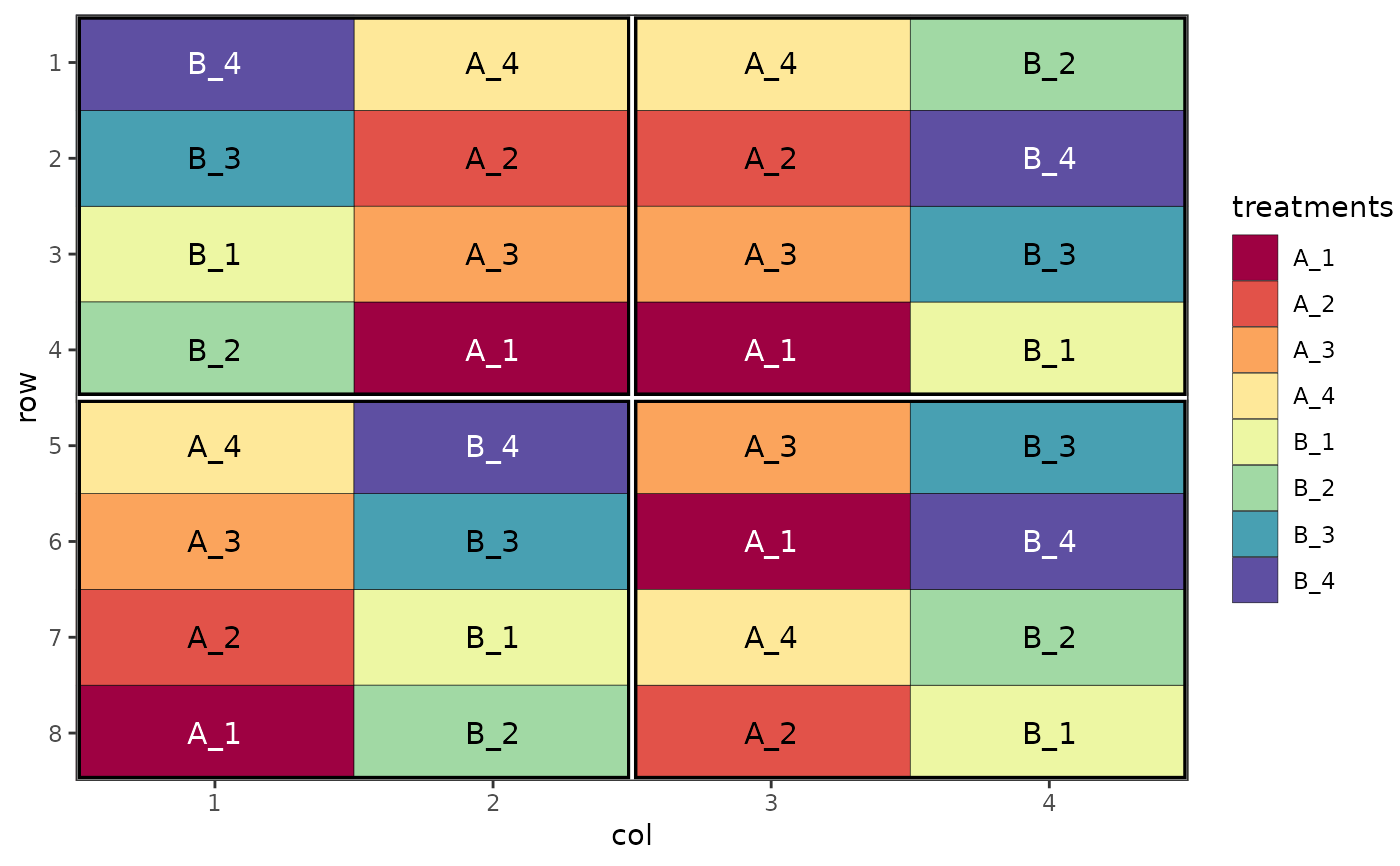 1 B_4 A_4 A_4 B_2
2 B_3 A_2 A_2 B_4
3 B_1 A_3 A_3 B_3
4 B_2 A_1 A_1 B_1
row
5 A_4 B_4 A_3 B_3
6 A_3 B_3 A_1 B_4
7 A_2 B_1 A_4 B_2
8 A_1 B_2 A_2 B_1
1 2 3 4
col
treatments
A_1
A_2
A_3
A_4
B_1
B_2
B_3
B_4